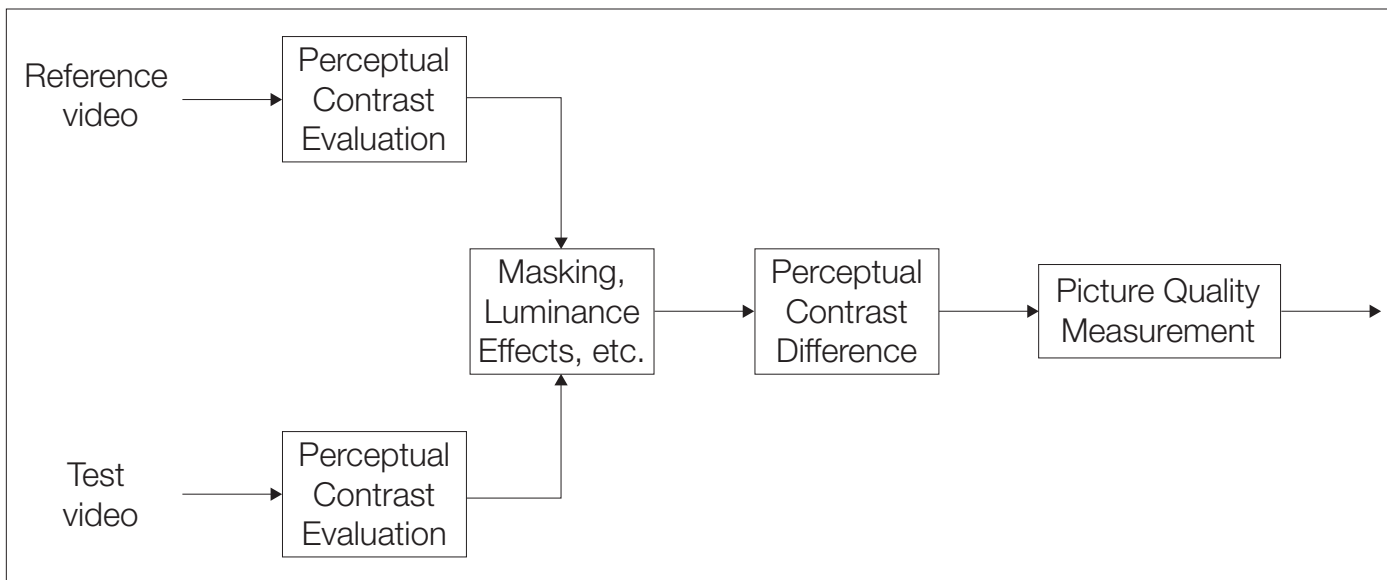 Reference
video
Perceptual
Contrast
Evaluation
Masking,
Luminance
Effects, etc.
Perceptual
Contrast
Difference
Picture Quality
Measurement
Test
video
Perceptual
Contrast
Evaluation